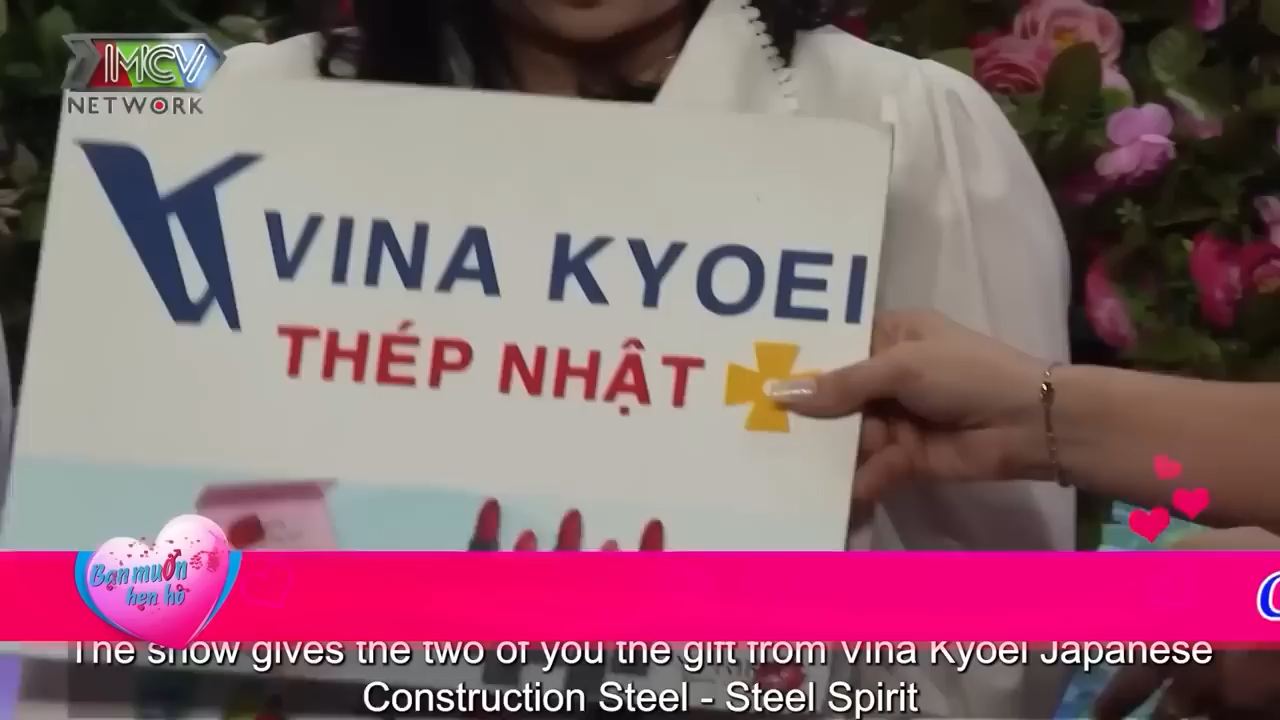 MCV
NETWORK
VINA KYOEI
THÉP NHẬT
Bạn muốn
hẹn hò
The show gives the two of you the gift from Vina Kyoei Japanese
Construction Steel - Steel Spirit